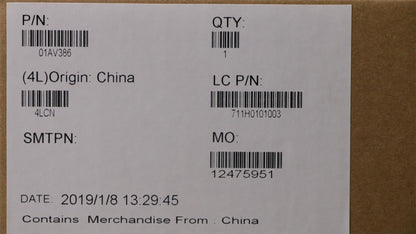 P/N: QTY:
01AV386 1
(4L)Origin: China LC P/N:
4LCN 711H0101003
SMTPN: MO:
12475951
DATE: 2019/1/8 13:29:45
Contains Merchandise From : China